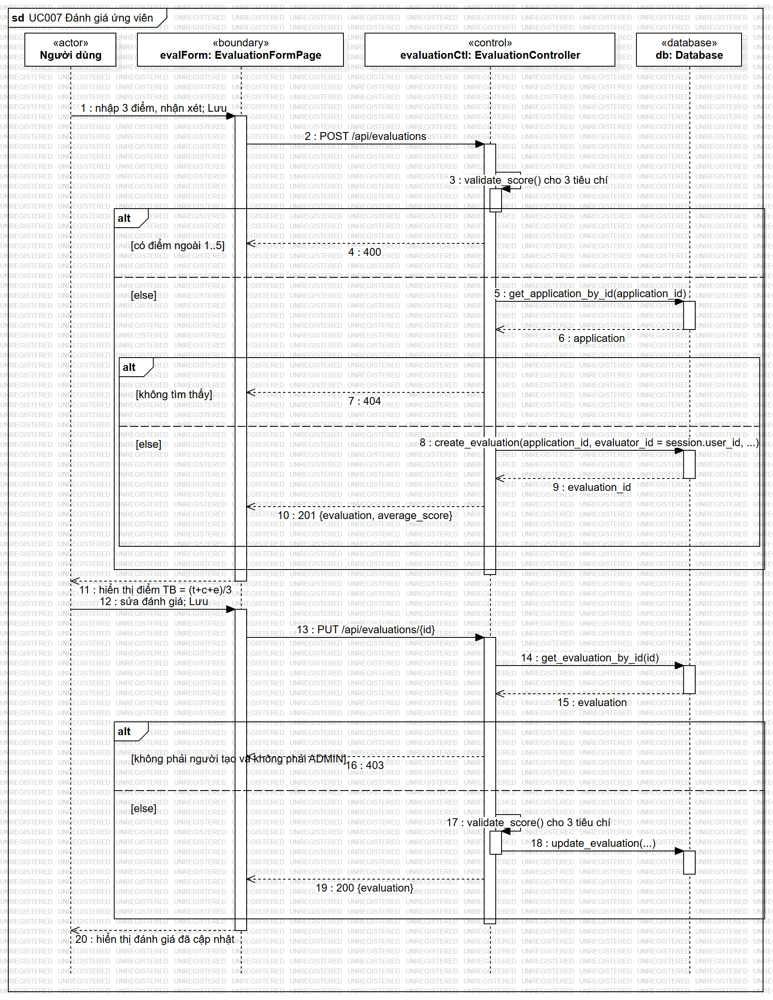 sd UC007 Đánh giá ứng viên
«actor»
Người dùng
«boundary»
evalForm: EvaluationFormPage
«control»
evaluationCtl: EvaluationController
«database»
db: Database
1 : nhập 3 điểm, nhận xét; Lưu
2 : POST /api/evaluations
3 : validate_score() cho 3 tiêu chí
alt
[có điểm ngoài 1..5]
4 : 400
[else]
5 : get_application_by_id(application_id)
6 : application
alt
[không tìm thấy]
7 : 404
[else]
8 : create_evaluation(application_id, evaluator_id = session.user_id, ...)
9 : evaluation_id
10 : 201 {evaluation, average_score}
11 : hiển thị điểm TB = (t+c+e)/3
12 : sửa đánh giá; Lưu
13 : PUT /api/evaluations/{id}
14 : get_evaluation_by_id(id)
15 : evaluation
alt
[không phải người tạo và không phải ADMIN]
16 : 403
[else]
17 : validate_score() cho 3 tiêu chí
18 : update_evaluation(...)
19 : 200 {evaluation}
20 : hiển thị đánh giá đã cập nhật
UNREGISTERED